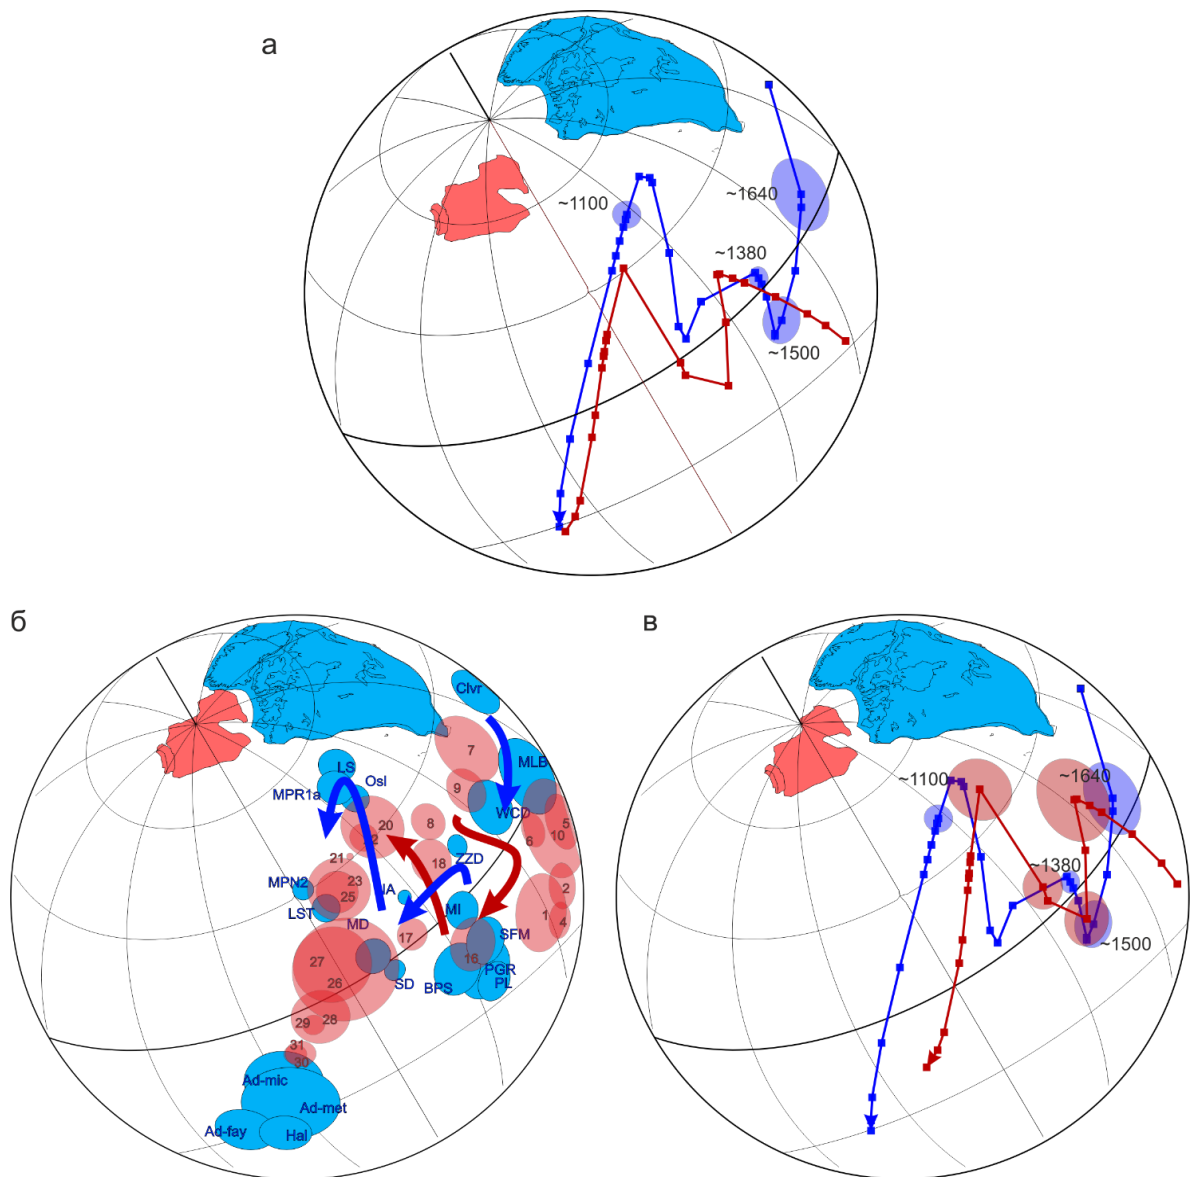 а
~1640
~1100
~1380
~1500
б
в
Clvr
LS
7
MLB
Osl
MPR1a
9
WCD
20
8
5
10
6
2
ZZD
21
18
MPN2
23
2
IA
25
MI
LST
1
MD
4
17
SFM
16
27
PGR
SD
BPS
PL
26
29
28
31
30
Ad-mic
Ad-met
Ad-fay
Hal
~1100
~1640
~1380
~1500